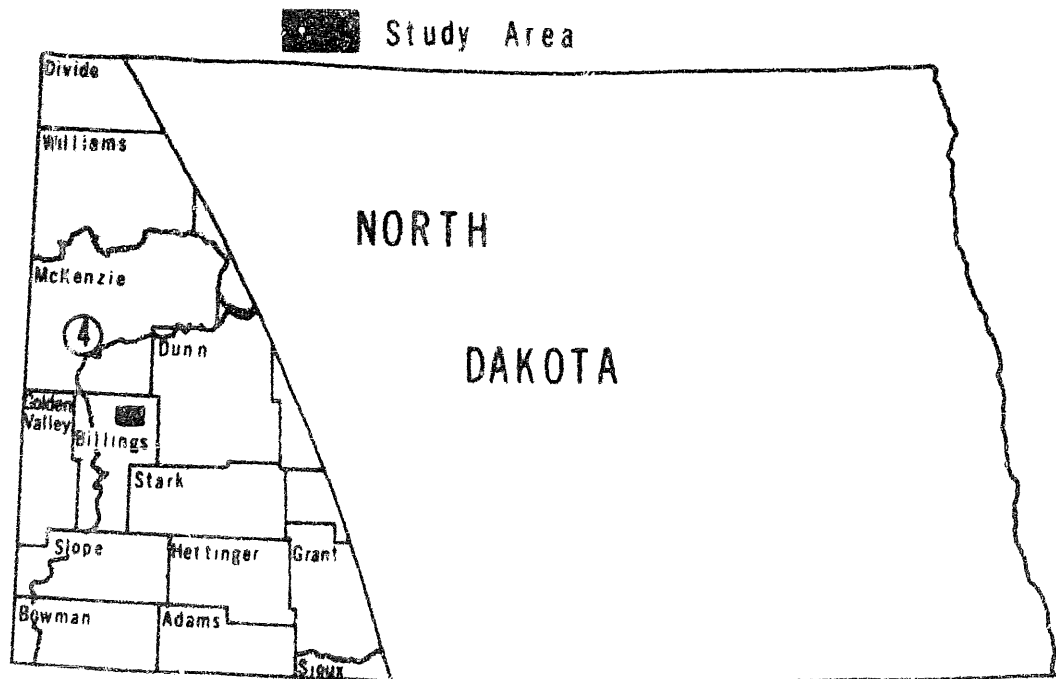 Study Area
Divide
Williams
NORTH
McKenzie
4
Dunn
DAKOTA
Golden
Valley
Billings
Stark
Slope
Hettinger
Grant
Bowman
Adams
Sioux